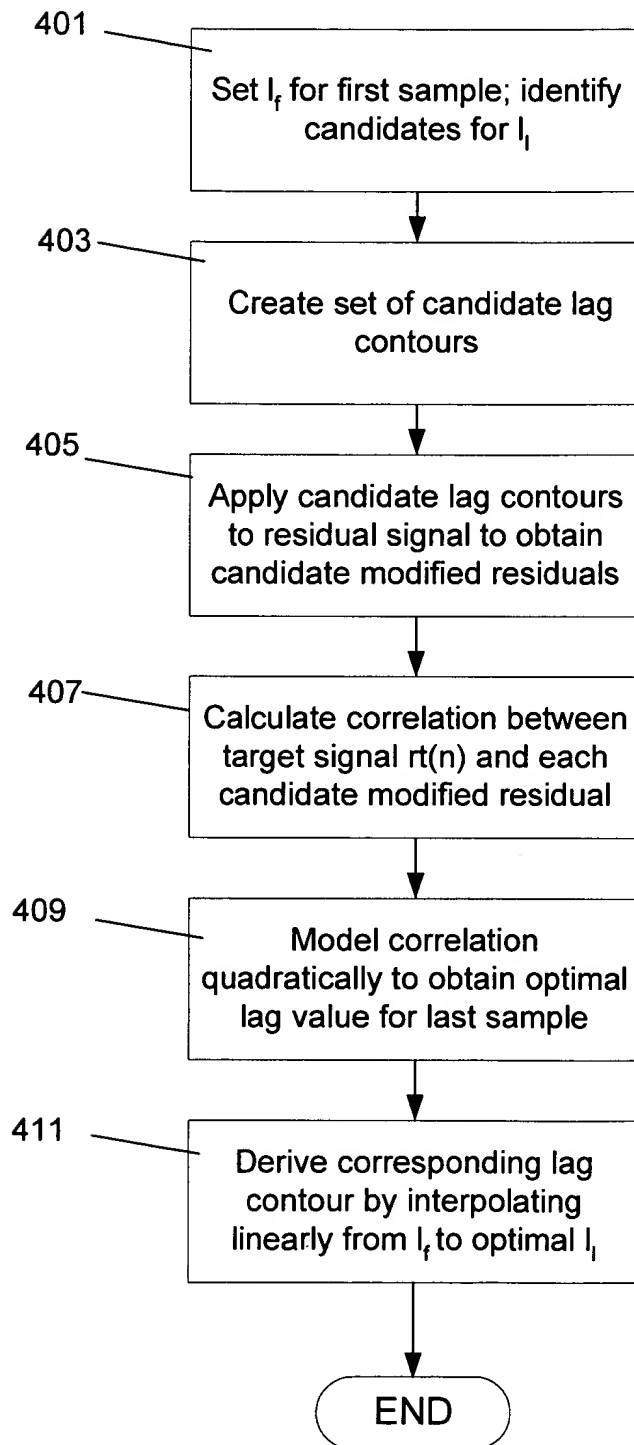 401
Set l_f for first sample; identify
candidates for l_l
403
Create set of candidate lag
contours
405
Apply candidate lag contours
to residual signal to obtain
candidate modified residuals
407
Calculate correlation between
target signal rt(n) and each
candidate modified residual
409
Model correlation
quadratically to obtain optimal
lag value for last sample
411
Derive corresponding lag
contour by interpolating
linearly from l_f to optimal l_l
END